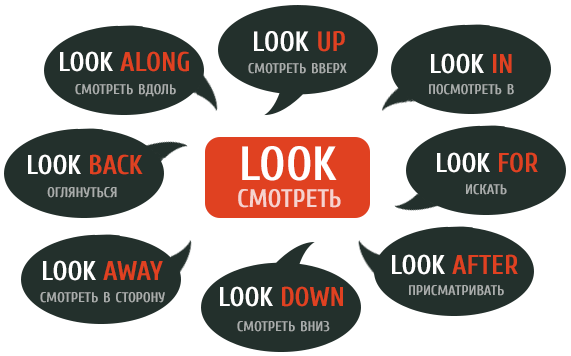 LOOK UP
СМОТРЕТЬ ВВЕРХ
LOOK ALONG
СМОТРЕТЬ ВДОЛЬ
LOOK IN
ПОСМОТРЕТЬ В
LOOK BACK
ОГЛЯНУТЬСЯ
LOOK
СМОТРЕТЬ
LOOK FOR
ИСКАТЬ
LOOK AWAY
СМОТРЕТЬ В СТОРОНУ
LOOK DOWN
СМОТРЕТЬ ВНИЗ
LOOK AFTER
ПРИСМАТРИВАТЬ